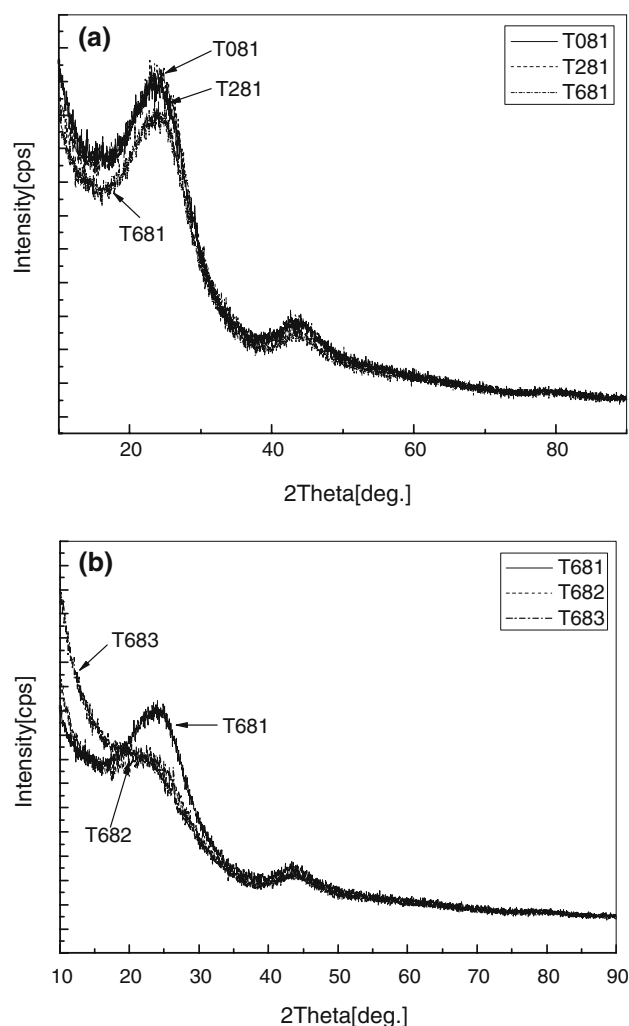 (a)
T081
T281
T681
T081
T281
T681
Intensity[cps]
20
40
60
80
2Theta[deg.]
(b)
T681
T682
T683
T683
T681
T682
Intensity[cps]
10
20
30
40
50
60
70
80
90
2Theta[deg.]